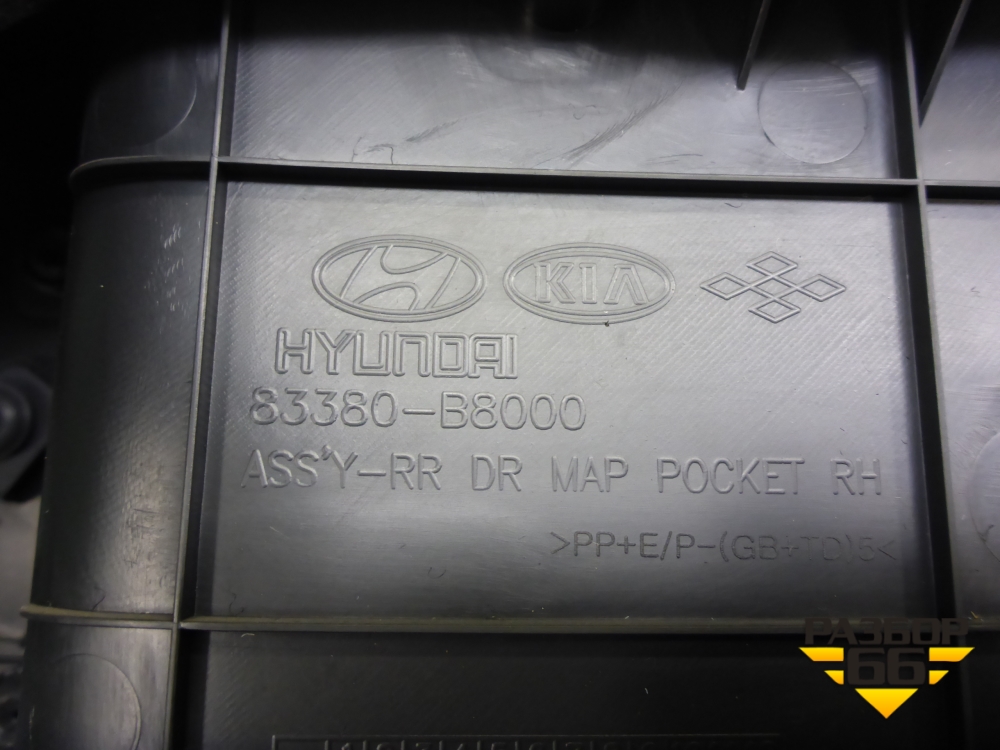 KIA
HYUNDAI
83380-B8000
ASS'Y-RR DR MAP POCKET RH
>PP+E/P-(GB+TD)5<
РАЗБОР
66